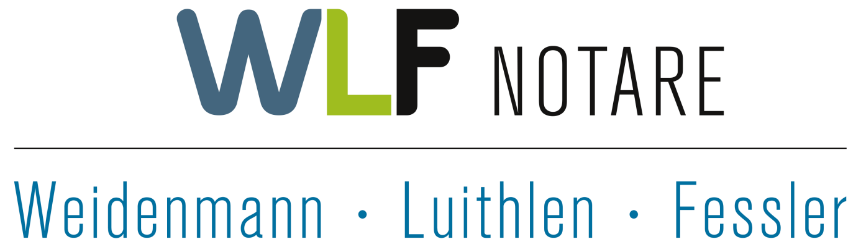 WLF NOTARE
Weidenmann · Luithlen · Fessler